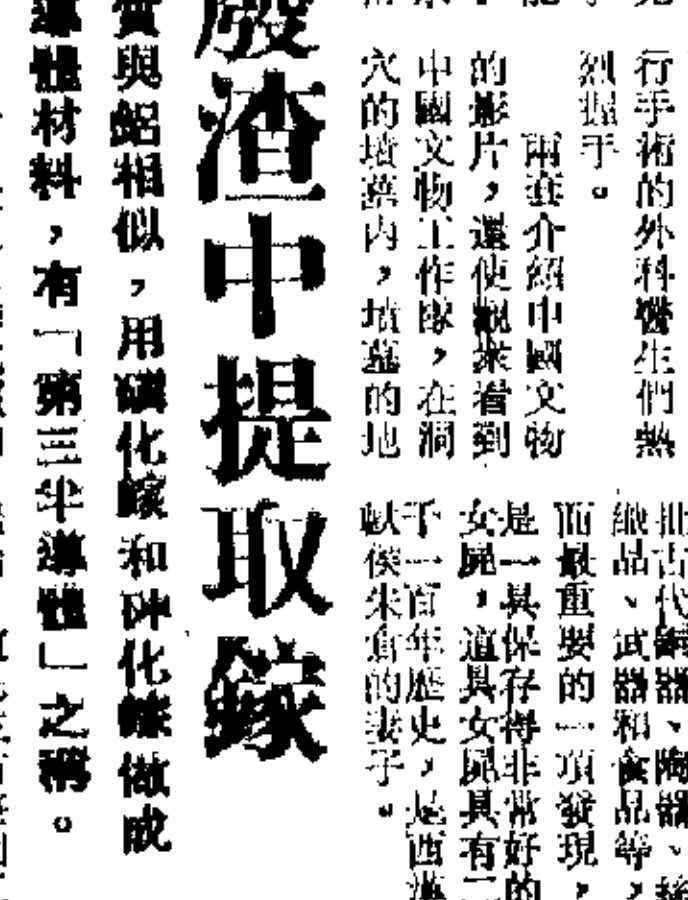 行手術的外科醫生們熱
烈握手。
兩套介紹中國文物
的影片，還使觀衆看到
中國文物工作隊，在洞
穴的墳墓內，墳墓的地
批古代銅器、陶器、絲
織品、武器和食品等，
而最重要的一項發現，
是一具保存得非常好的
女屍，這具女屍具有二
千一百年歷史，是西漢
軑侯朱倉的妻子。
廢渣中提取鎵
質與鋁相似，用磷化鎵和砷化鎵做成
導體材料，有「第三半導體」之稱。